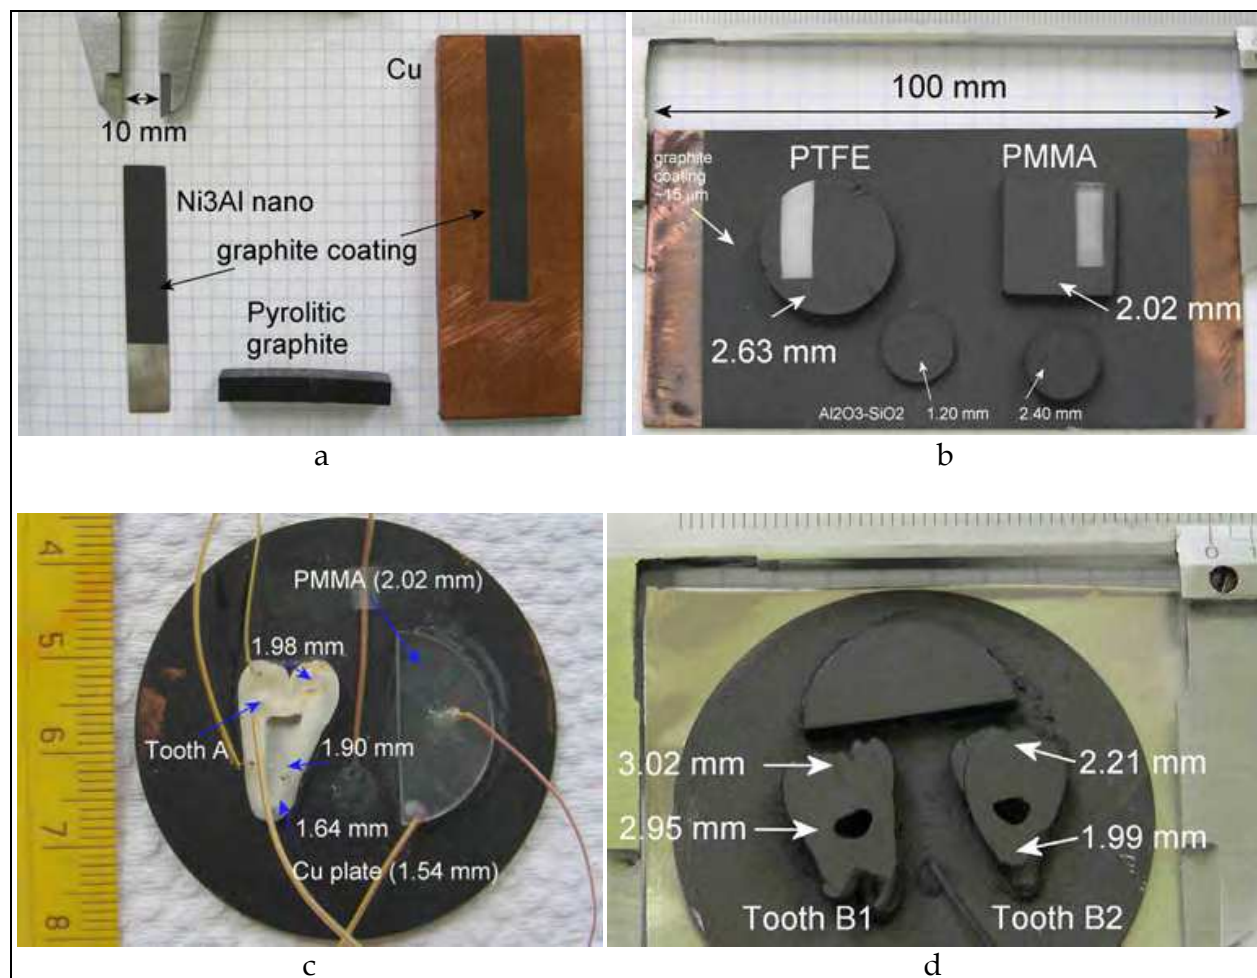 Cu
10 mm
Ni3Al nano
graphite coating
Pyrolitic
graphite
a
100 mm
PTFE
PMMA
graphite
coating
~15 µm
2.63 mm
2.02 mm
Al2O3-SiO2
1.20 mm
2.40 mm
b
4
5
6
7
8
PMMA (2.02 mm)
1.98 mm
Tooth A
1.90 mm
1.64 mm
Cu plate (1.54 mm)
c
0
3.02 mm
2.21 mm
2.95 mm
1.99 mm
Tooth B1
Tooth B2
d